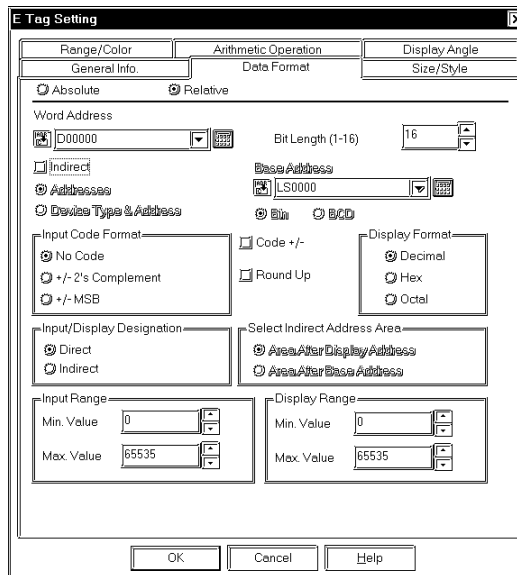 E Tag Setting
Range/Color Arithmetic Operation Display Angle
General Info. Data Format Size/Style
Absolute Relative
Word Address
D00000 Bit Length (1-16) 16
Indirect Base Address
Addresses LS0000
Device Type & Address Bin BCD
Input Code Format Code +/- Display Format
No Code Decimal
+/- 2's Complement Round Up Hex
+/- MSB Octal
Input/Display Designation Select Indirect Address Area
Direct Area After Display Address
Indirect Area After Base Address
Input Range Display Range
Min. Value 0 Min. Value 0
Max. Value 65535 Max. Value 65535
OK Cancel Help